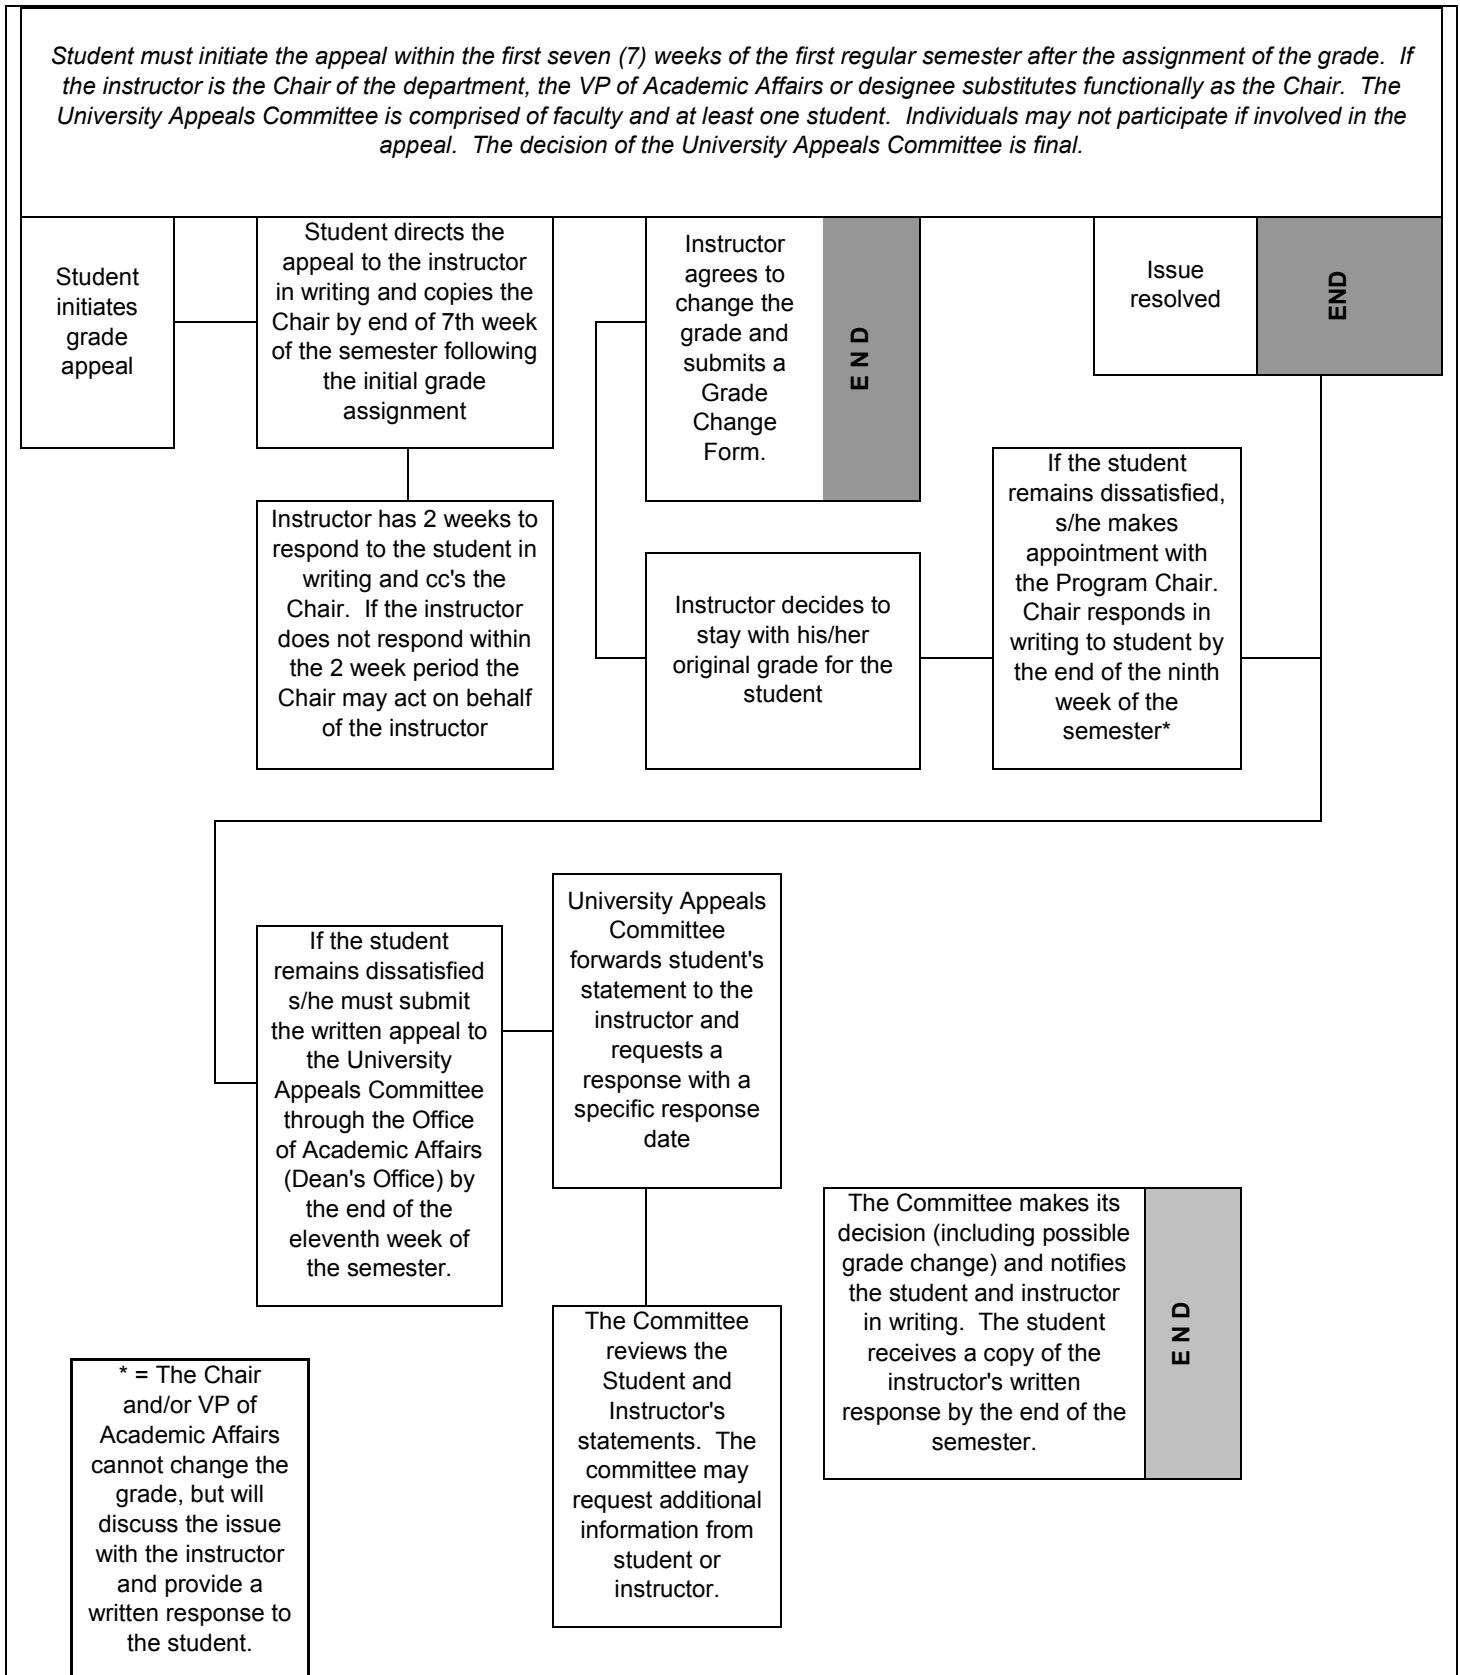 Student must initiate the appeal within the first seven (7) weeks of the first regular semester after the assignment of the grade.  If
the instructor is the Chair of the department, the VP of Academic Affairs or designee substitutes functionally as the Chair.  The
University Appeals Committee is comprised of faculty and at least one student.  Individuals may not participate if involved in the
appeal.  The decision of the University Appeals Committee is final.
Student
initiates
grade
appeal
Student directs the
appeal to the instructor
in writing and copies the
Chair by end of 7th week
of the semester following
the initial grade
assignment
Instructor
agrees to
change the
grade and
submits a
Grade
Change
Form.
E N D
Issue
resolved
END
Instructor has 2 weeks to
respond to the student in
writing and cc's the
Chair.  If the instructor
does not respond within
the 2 week period the
Chair may act on behalf
of the instructor
Instructor decides to
stay with his/her
original grade for the
student
If the student
remains dissatisfied,
s/he makes
appointment with
the Program Chair.
Chair responds in
writing to student by
the end of the ninth
week of the
semester*
If the student
remains dissatisfied
s/he must submit
the written appeal to
the University
Appeals Committee
through the Office
of Academic Affairs
(Dean's Office) by
the end of the
eleventh week of
the semester.
University Appeals
Committee
forwards student's
statement to the
instructor and
requests a
response with a
specific response
date
The Committee
reviews the
Student and
Instructor's
statements.  The
committee may
request additional
information from
student or
instructor.
The Committee makes its
decision (including possible
grade change) and notifies
the student and instructor
in writing.  The student
receives a copy of the
instructor's written
response by the end of the
semester.
E N D
* = The Chair
and/or VP of
Academic Affairs
cannot change the
grade, but will
discuss the issue
with the instructor
and provide a
written response to
the student.